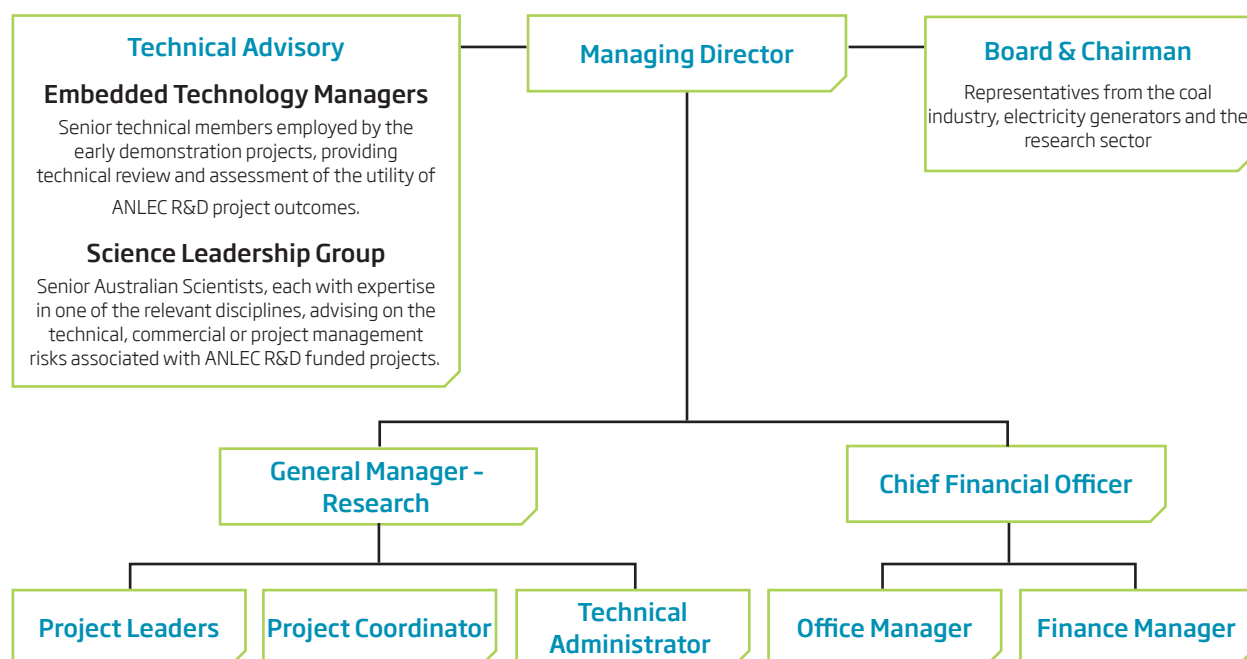 Technical Advisory
Embedded Technology Managers
Senior technical members employed by the
early demonstration projects, providing
technical review and assessment of the utility of
ANLEC R&D project outcomes.
Science Leadership Group
Senior Australian Scientists, each with expertise
in one of the relevant disciplines, advising on the
technical, commercial or project management
risks associated with ANLEC R&D funded projects.
Managing Director
Board & Chairman
Representatives from the coal
industry, electricity generators and the
research sector
General Manager –
Research
Chief Financial Officer
Project Leaders
Project Coordinator
Technical
Administrator
Office Manager
Finance Manager